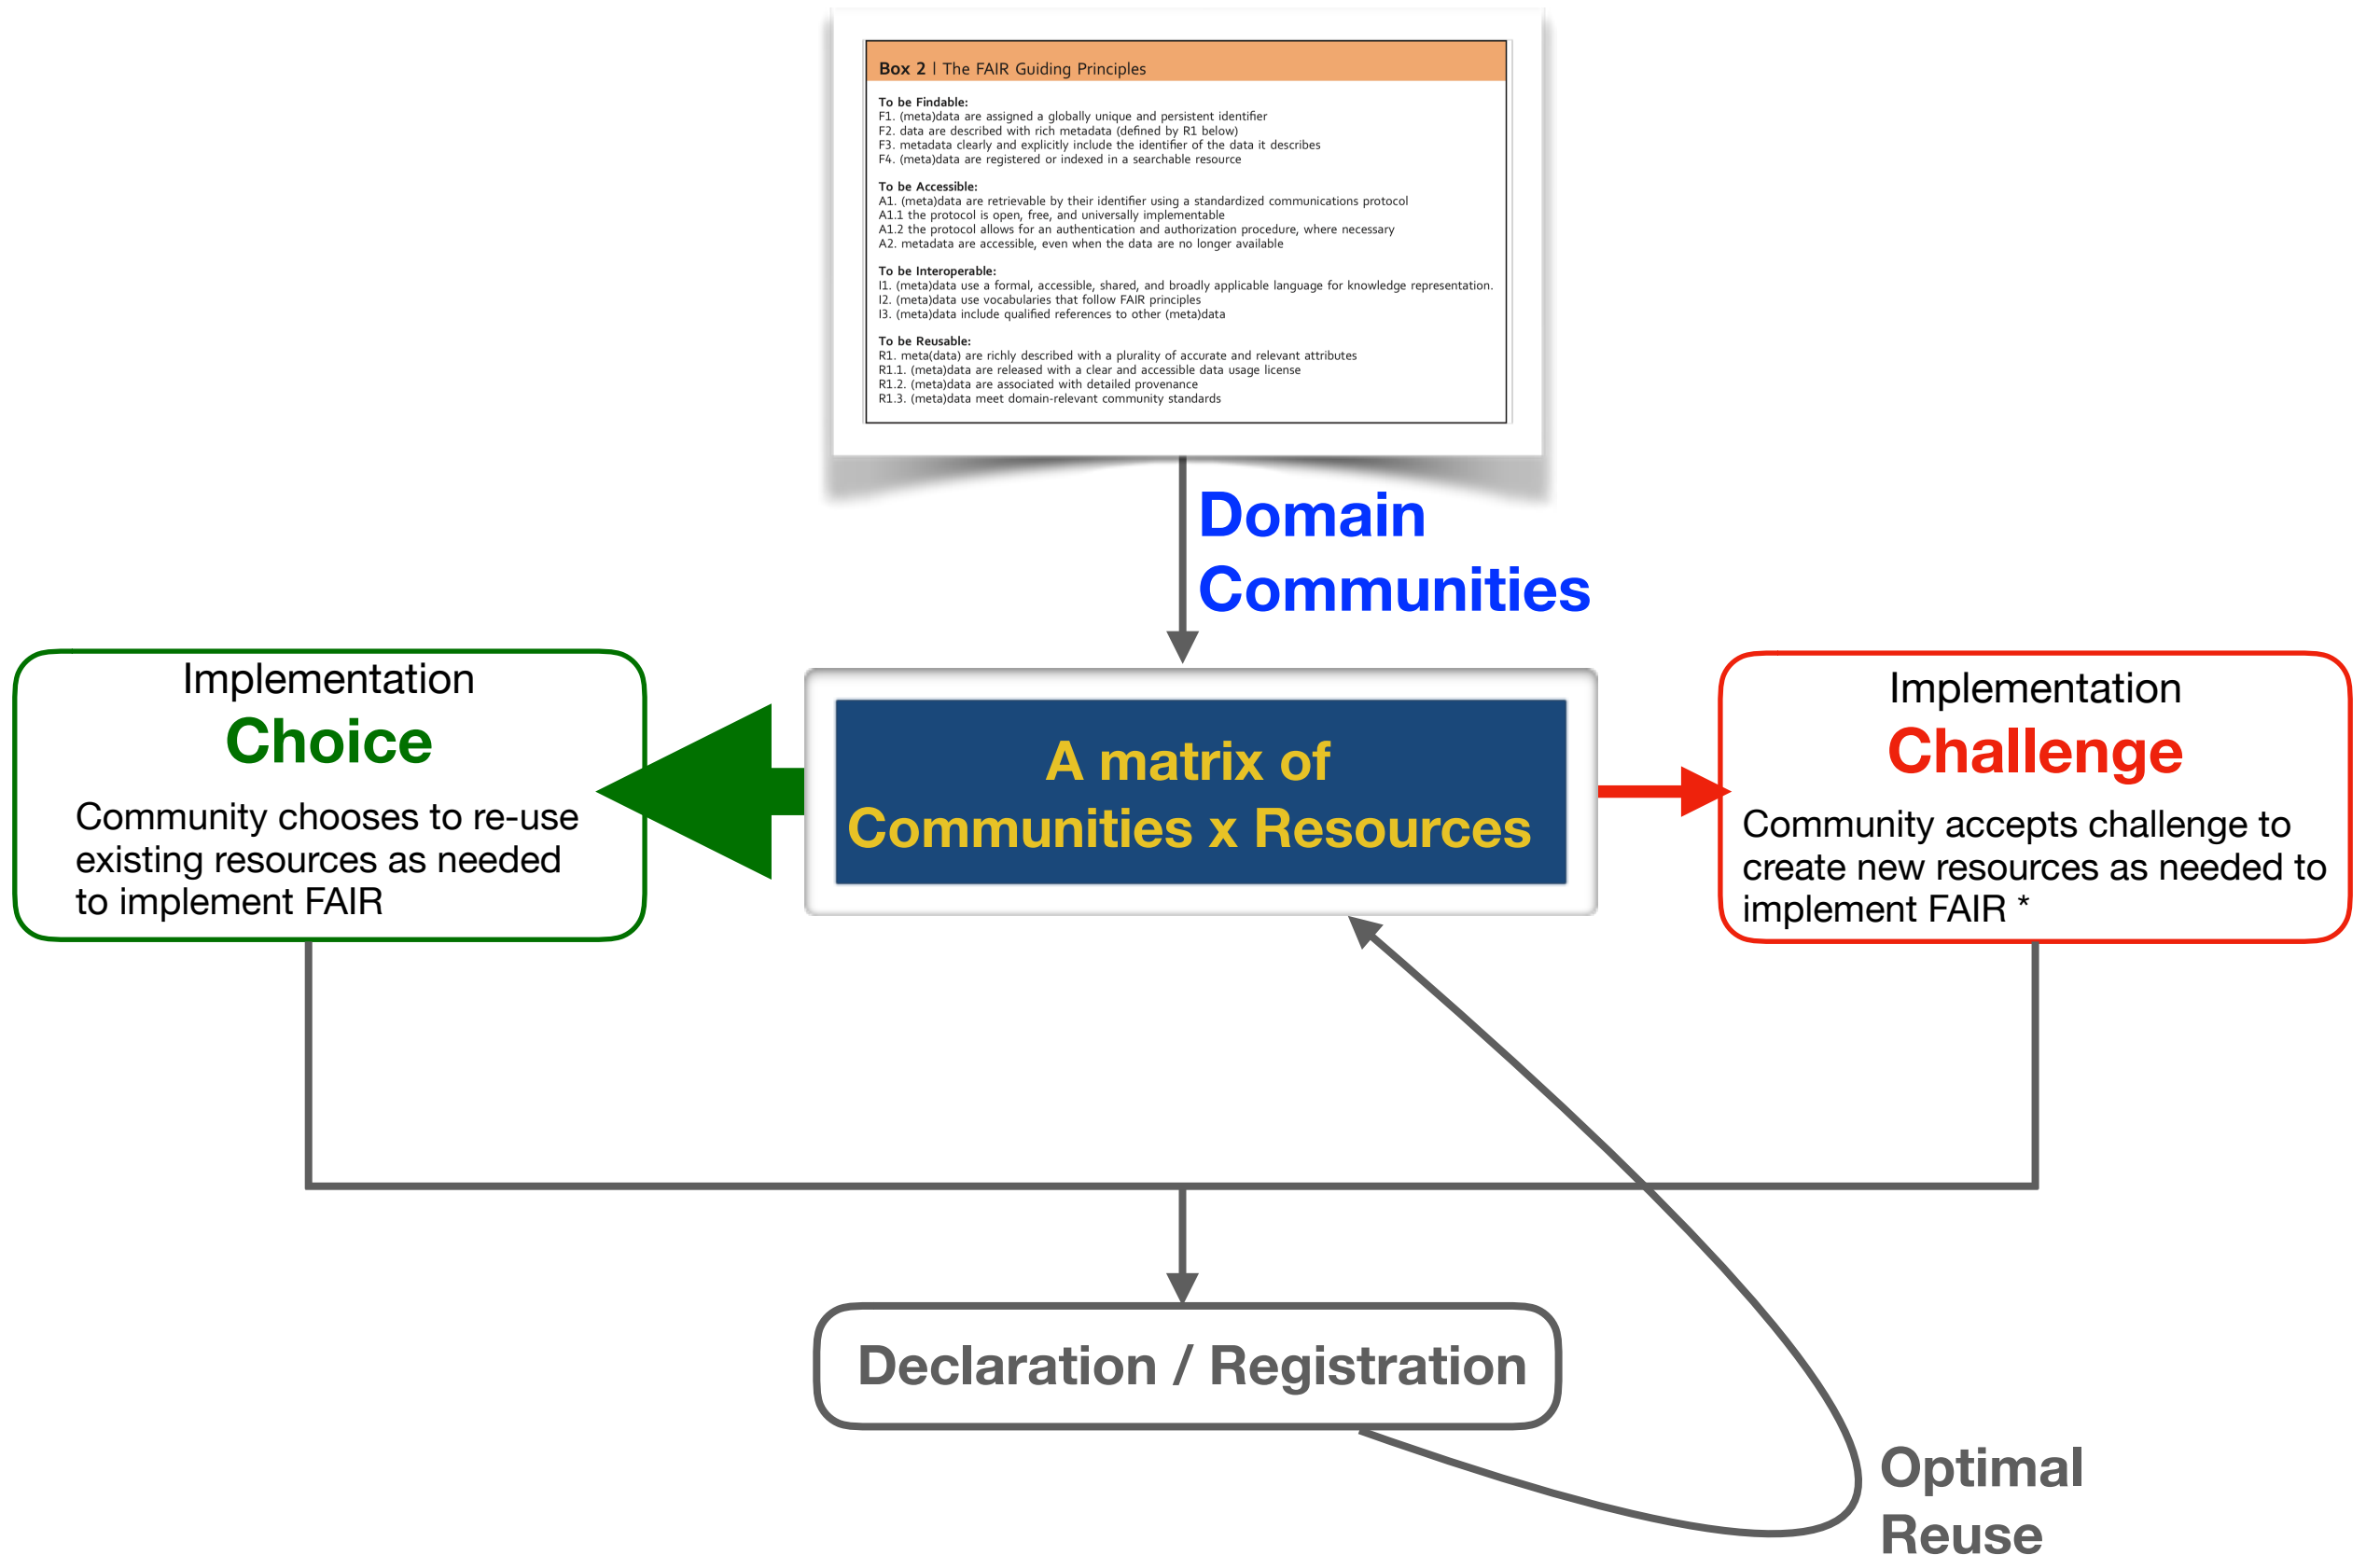 Box 2 | The FAIR Guiding Principles
To be Findable:
F1. (meta)data are assigned a globally unique and persistent identifier
F2. data are described with rich metadata (defined by R1 below)
F3. metadata clearly and explicitly include the identifier of the data it describes
F4. (meta)data are registered or indexed in a searchable resource
To be Accessible:
A1. (meta)data are retrievable by their identifier using a standardized communications protocol
A1.1 the protocol is open, free, and universally implementable
A1.2 the protocol allows for an authentication and authorization procedure, where necessary
A2. metadata are accessible, even when the data are no longer available
To be Interoperable:
I1. (meta)data use a formal, accessible, shared, and broadly applicable language for knowledge representation.
I2. (meta)data use vocabularies that follow FAIR principles
I3. (meta)data include qualified references to other (meta)data
To be Reusable:
R1. meta(data) are richly described with a plurality of accurate and relevant attributes
R1.1. (meta)data are released with a clear and accessible data usage license
R1.2. (meta)data are associated with detailed provenance
R1.3. (meta)data meet domain-relevant community standards
Domain
Communities
Implementation
Choice
Community chooses to re-use
existing resources as needed
to implement FAIR
A matrix of
Communities x Resources
Implementation
Challenge
Community accepts challenge to
create new resources as needed to
implement FAIR *
Declaration / Registration
Optimal
Reuse